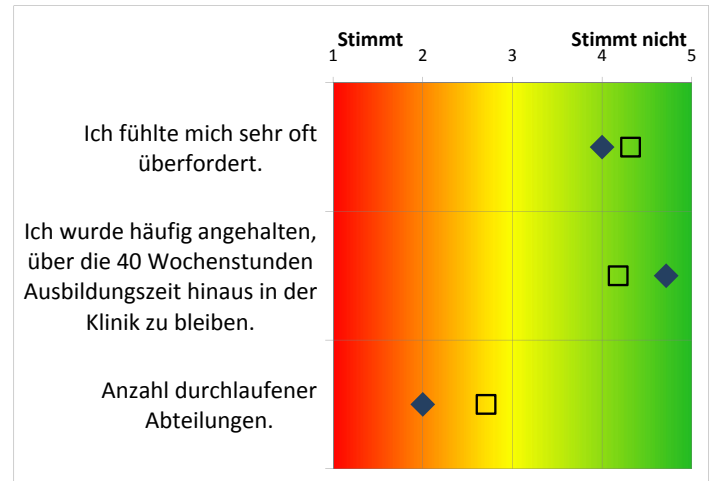 Stimmt Stimmt nicht
1 2 3 4 5
Ich fühlte mich sehr oft
überfordert.
Ich wurde häufig angehalten,
über die 40 Wochenstunden
Ausbildungszeit hinaus in der
Klinik zu bleiben.
Anzahl durchlaufener
Abteilungen.